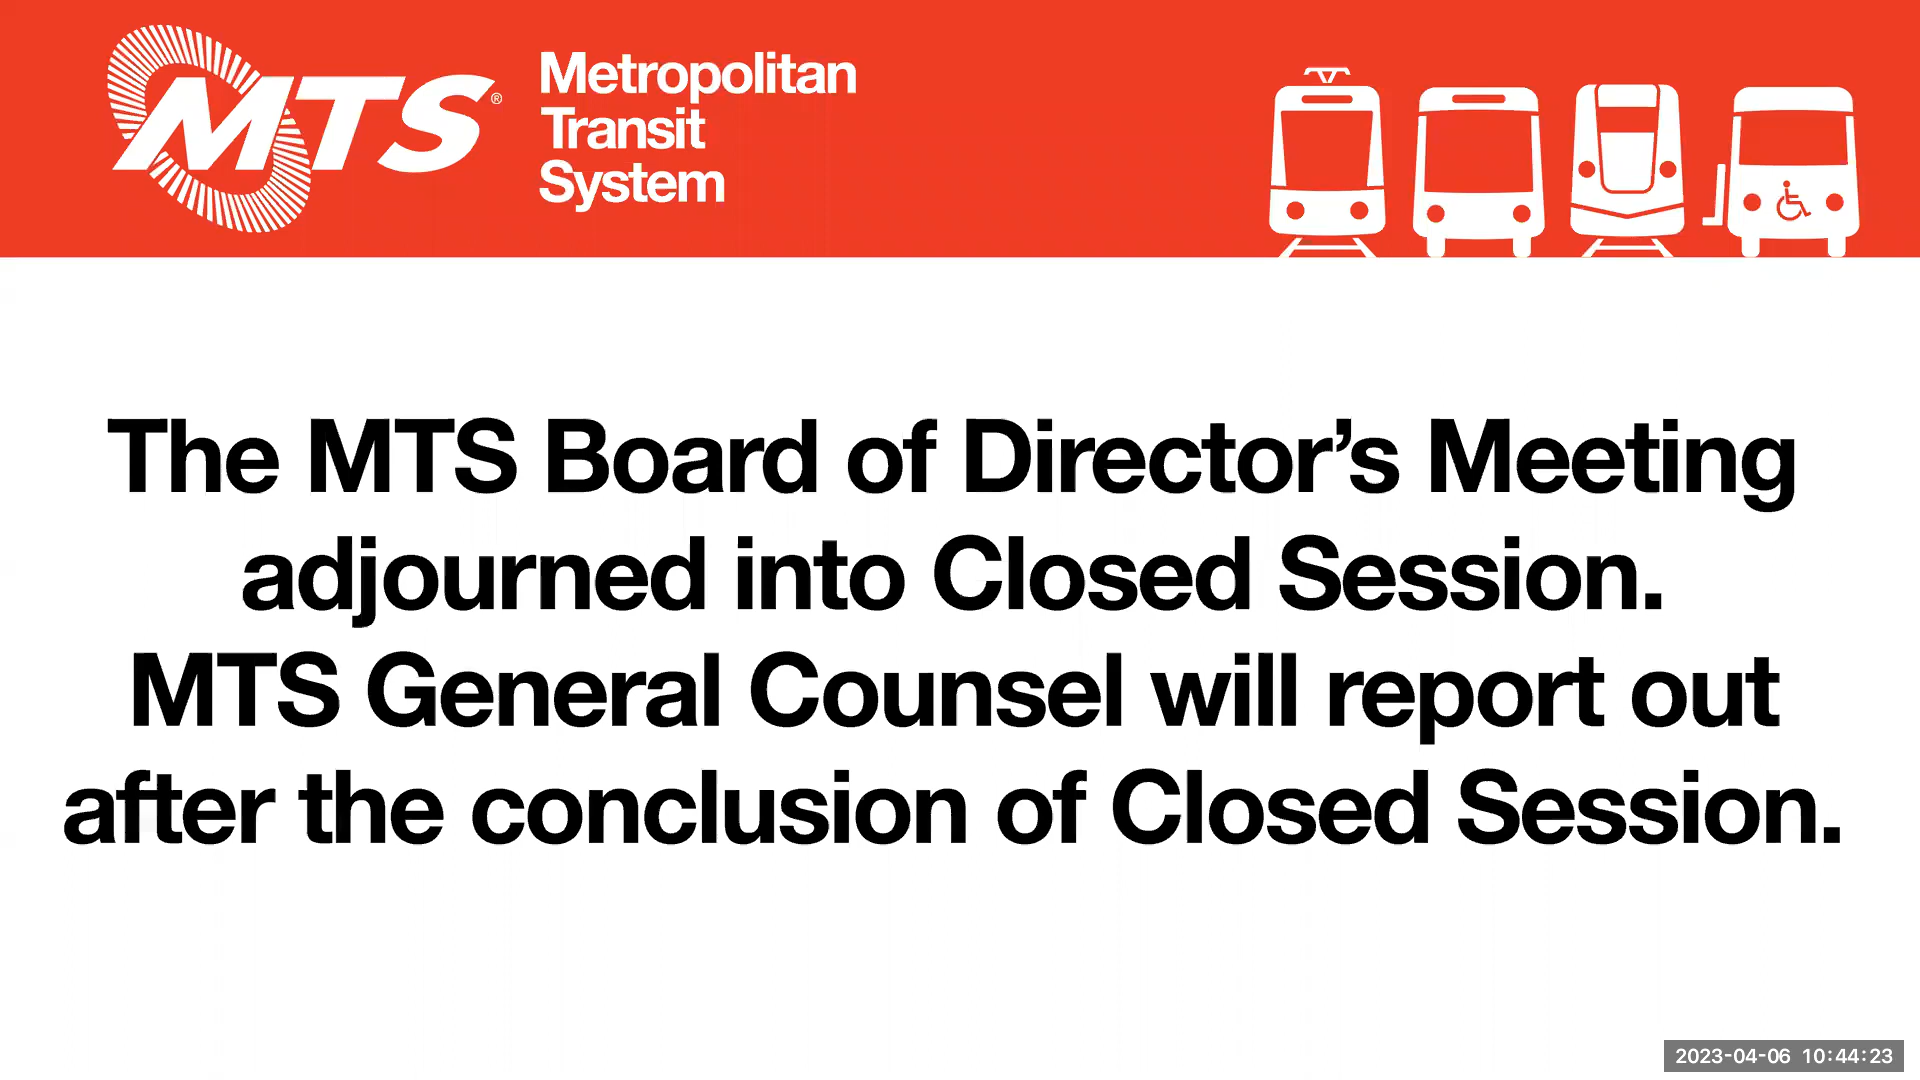 MTS®
Metropolitan
Transit
System
The MTS Board of Director’s Meeting
adjourned into Closed Session.
MTS General Counsel will report out
after the conclusion of Closed Session.
2023-04-06 10:44:23